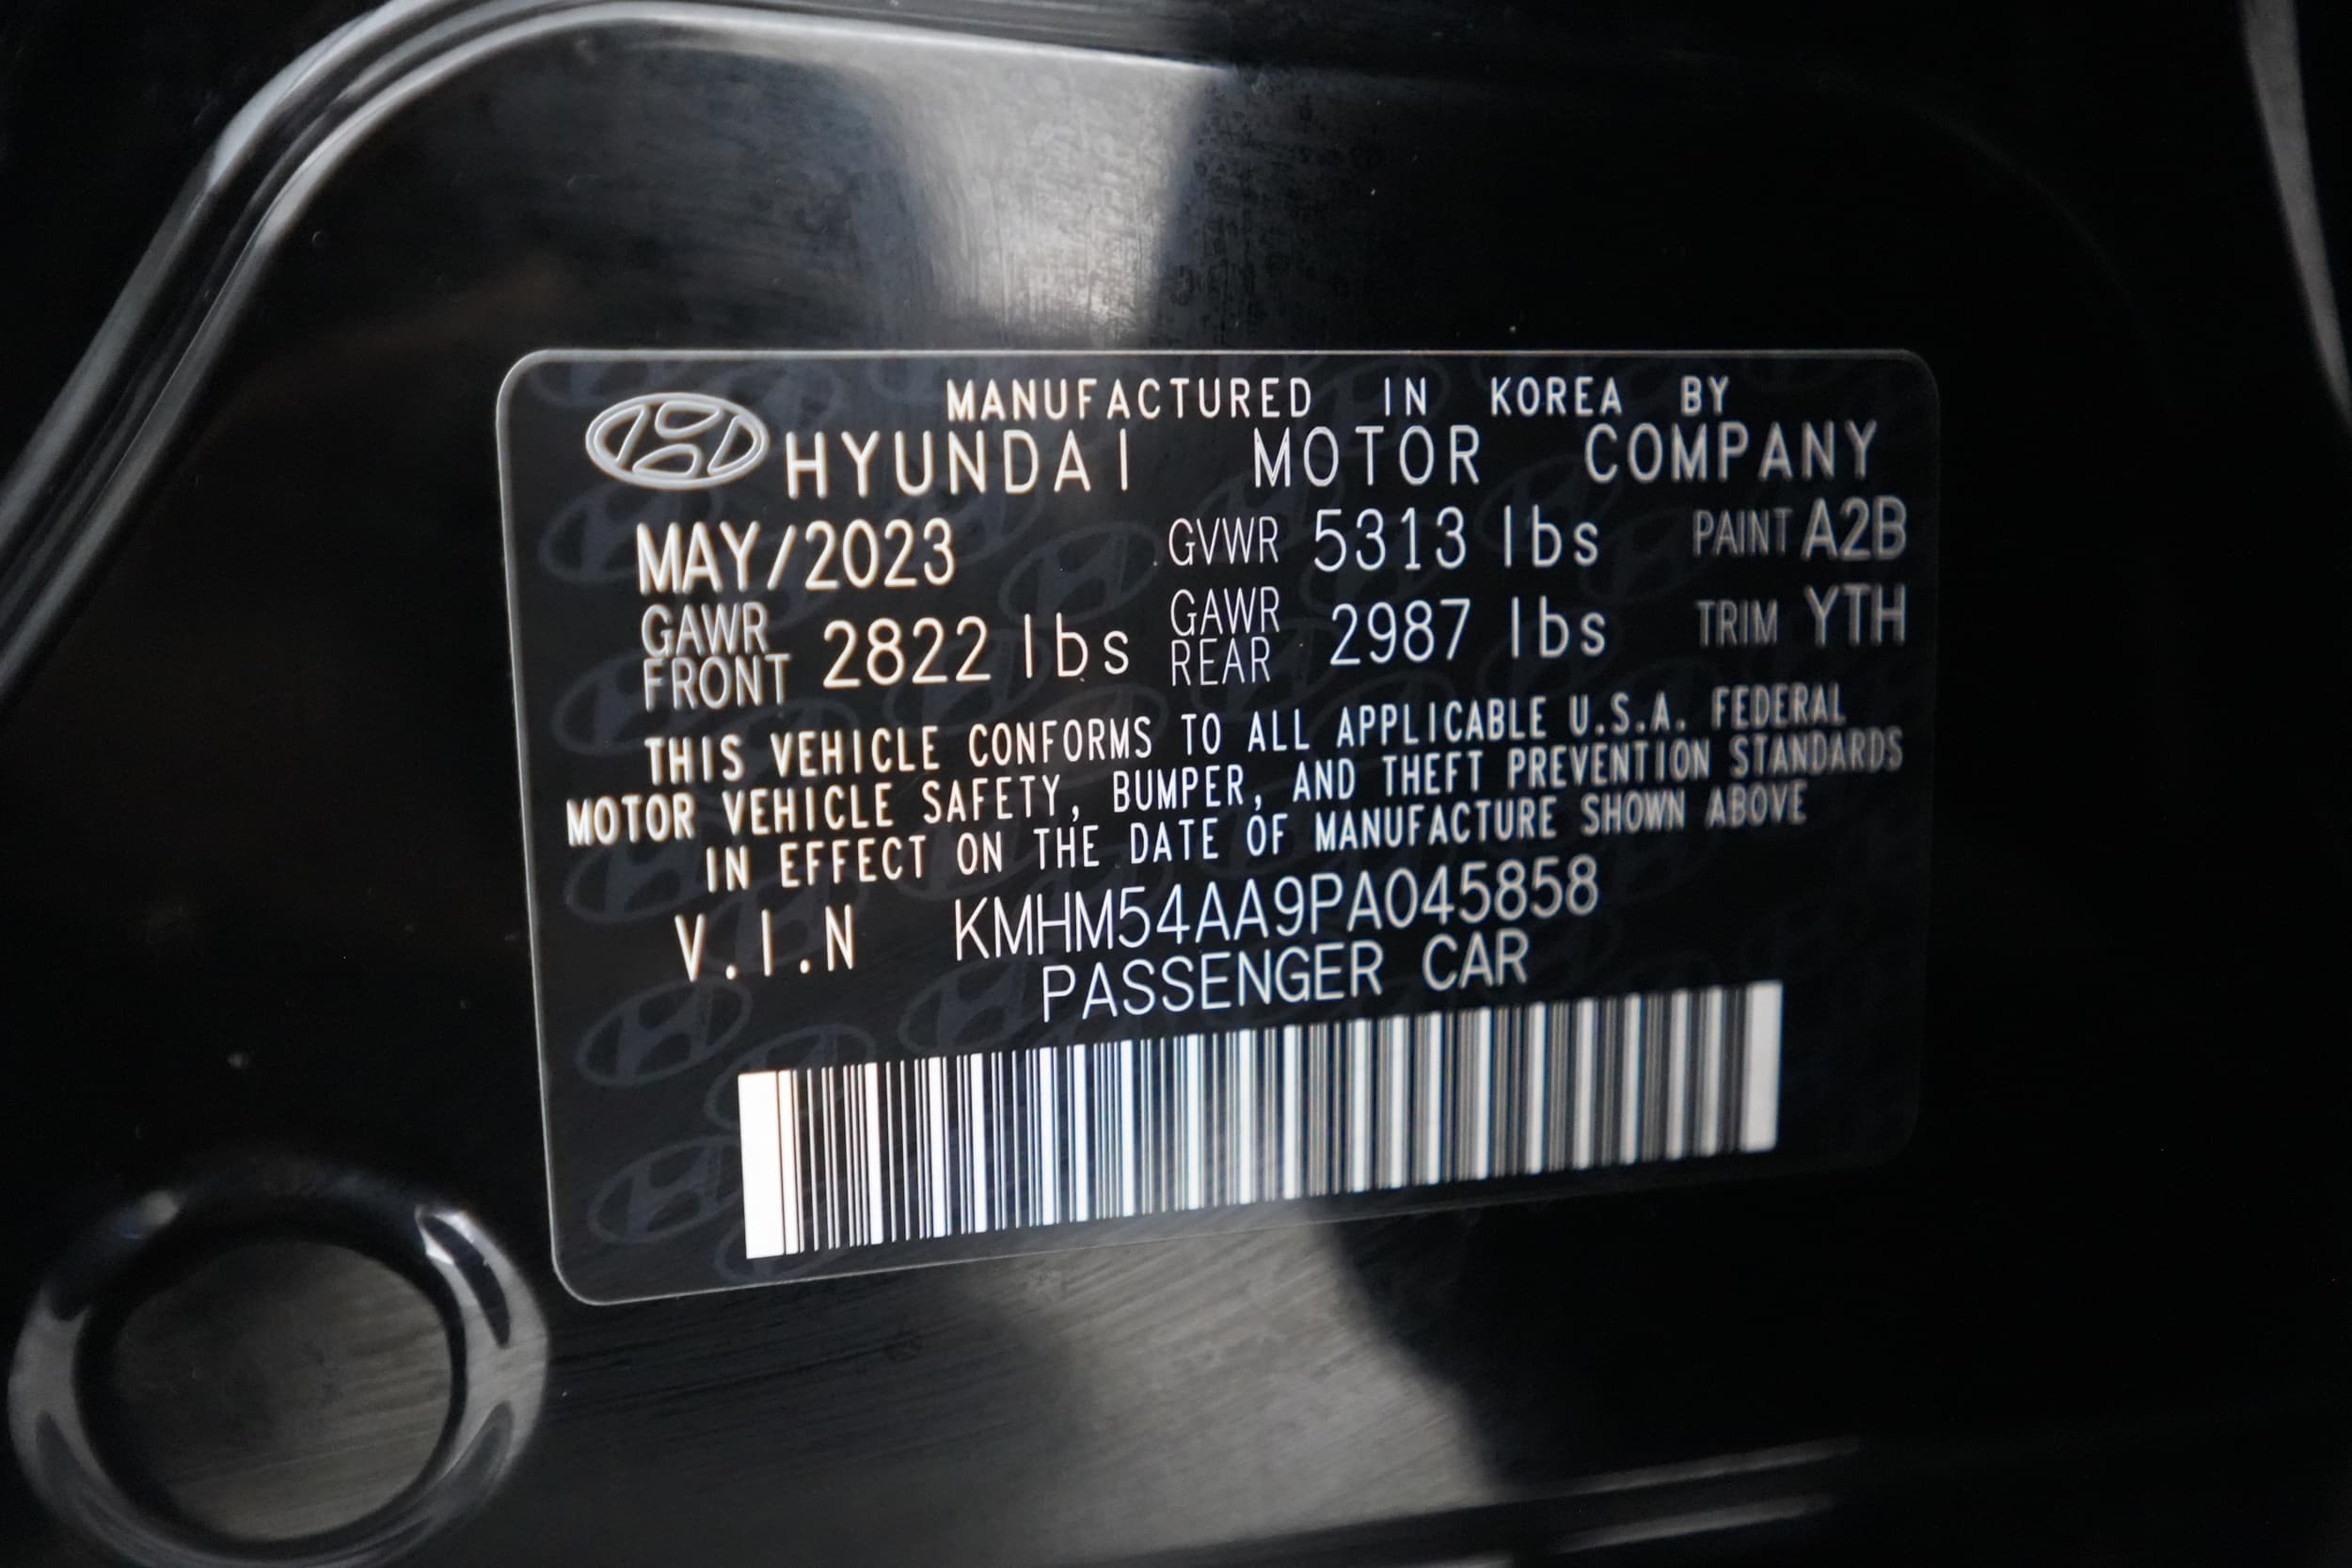 MANUFACTURED IN KOREA BY
HYUNDAI MOTOR COMPANY
MAY/2023 GVWR 5313 lbs PAINT A2B
GAWR FRONT 2822 lbs GAWR REAR 2987 lbs TRIM YTH
THIS VEHICLE CONFORMS TO ALL APPLICABLE U.S.A. FEDERAL
MOTOR VEHICLE SAFETY, BUMPER, AND THEFT PREVENTION STANDARDS
IN EFFECT ON THE DATE OF MANUFACTURE SHOWN ABOVE
V.I.N KMHM54AA9PA045858
PASSENGER CAR